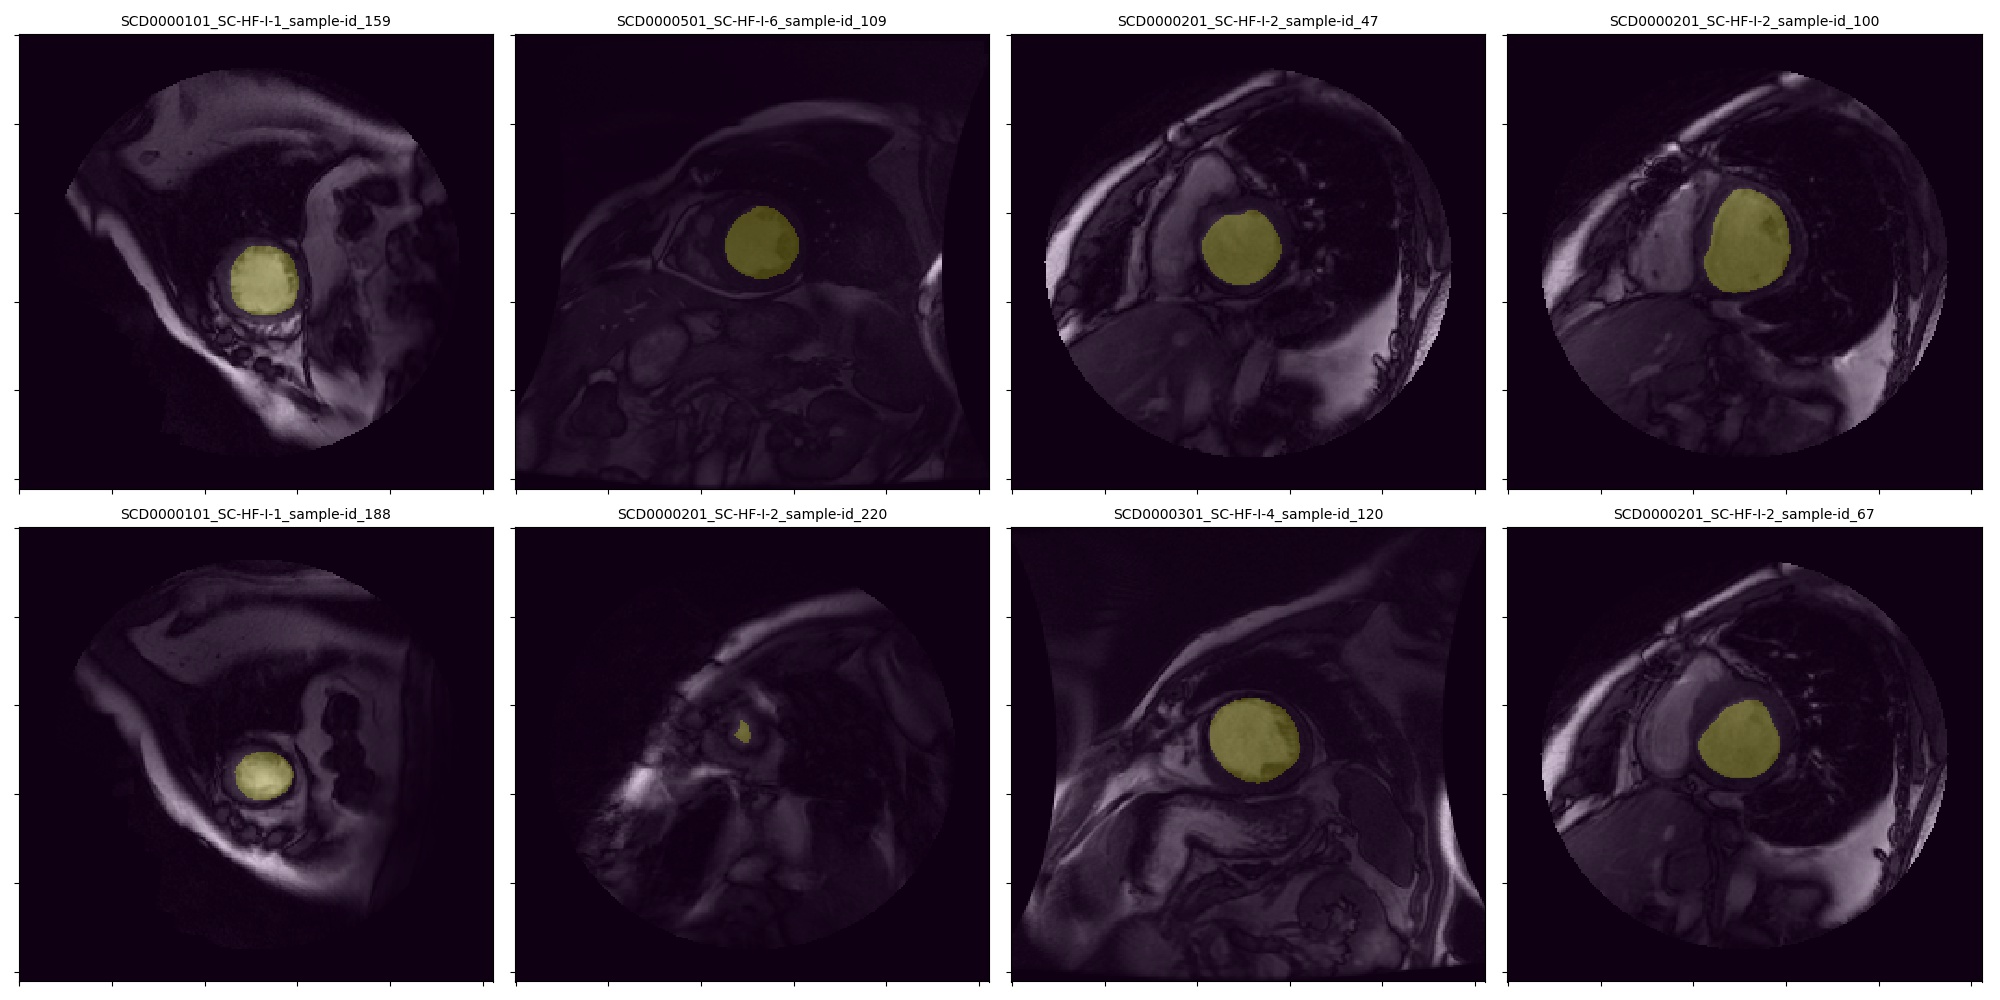 SCD0000101_SC-HF-I-1_sample-id_159
SCD0000501_SC-HF-I-6_sample-id_109
SCD0000201_SC-HF-I-2_sample-id_47
SCD0000201_SC-HF-I-2_sample-id_100
SCD0000101_SC-HF-I-1_sample-id_188
SCD0000201_SC-HF-I-2_sample-id_220
SCD0000301_SC-HF-I-4_sample-id_120
SCD0000201_SC-HF-I-2_sample-id_67